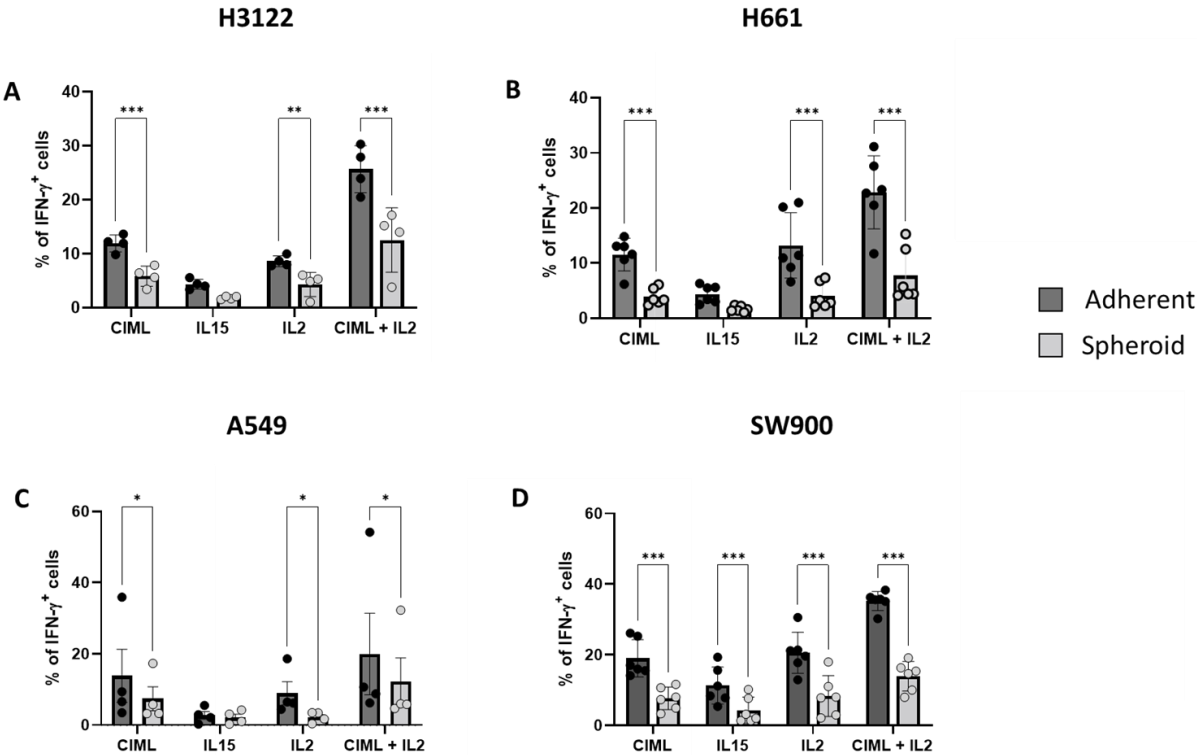 H3122
H661
A
% of IFN-γ+ cells
40
30
20
10
0
***
**
***
CIML
IL15
IL2
CIML + IL2
B
% of IFN-γ+ cells
40
30
20
10
0
***
***
***
CIML
IL15
IL2
CIML + IL2
Adherent
Spheroid
A549
SW900
C
% of IFN-γ+ cells
60
40
20
0
*
*
*
CIML
IL15
IL2
CIML + IL2
D
% of IFN-γ+ cells
60
40
20
0
***
***
***
***
CIML
IL15
IL2
CIML + IL2